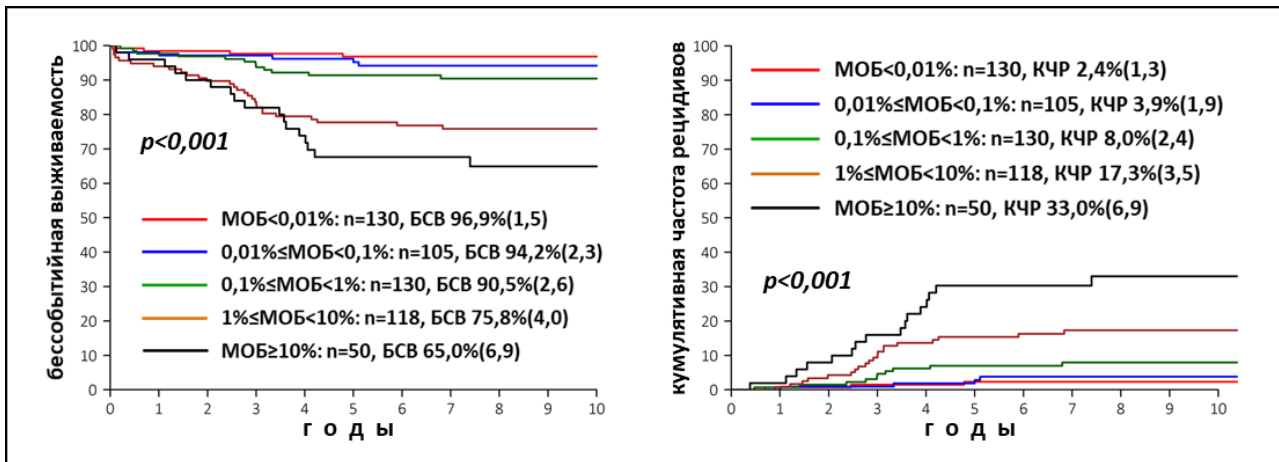 бессобытийная выживаемость
100
90
80
70
60
50
40
30
20
10
0
p<0,001
МОБ<0,01%: n=130, БСВ 96,9%(1,5)
0,01%≤МОБ<0,1%: n=105, БСВ 94,2%(2,3)
0,1%≤МОБ<1%: n=130, БСВ 90,5%(2,6)
1%≤МОБ<10%: n=118, БСВ 75,8%(4,0)
МОБ≥10%: n=50, БСВ 65,0%(6,9)
0 1 2 3 4 5 6 7 8 9 10
годы
кумулятивная частота рецидивов
100
90
80
70
60
50
40
30
20
10
0
МОБ<0,01%: n=130, КЧР 2,4%(1,3)
0,01%≤МОБ<0,1%: n=105, КЧР 3,9%(1,9)
0,1%≤МОБ<1%: n=130, КЧР 8,0%(2,4)
1%≤МОБ<10%: n=118, КЧР 17,3%(3,5)
МОБ≥10%: n=50, КЧР 33,0%(6,9)
p<0,001
0 1 2 3 4 5 6 7 8 9 10
годы